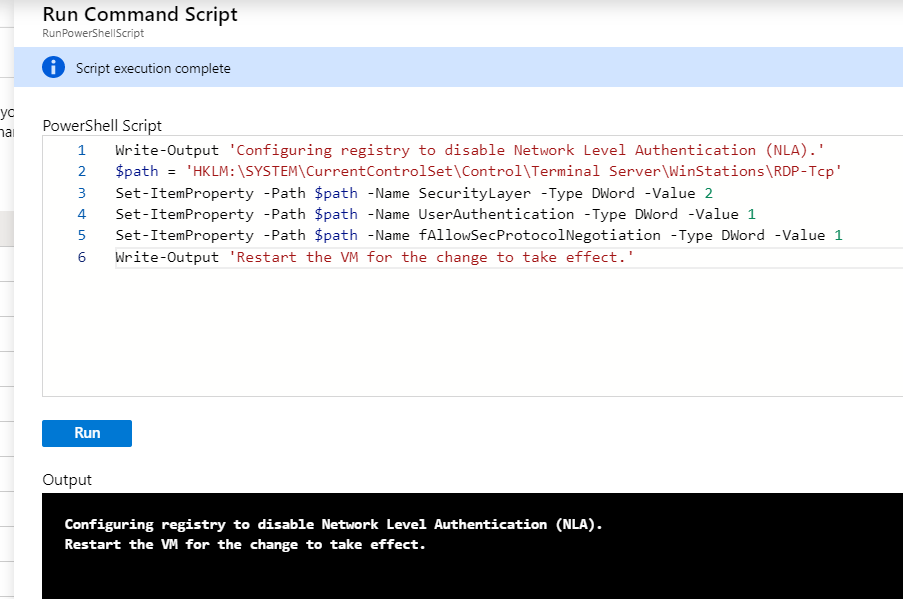 Run Command Script
RunPowerShellScript
Script execution complete
PowerShell Script
1 Write-Output 'Configuring registry to disable Network Level Authentication (NLA).'
2 $path = 'HKLM:\SYSTEM\CurrentControlSet\Control\Terminal Server\WinStations\RDP-Tcp'
3 Set-ItemProperty -Path $path -Name SecurityLayer -Type DWord -Value 2
4 Set-ItemProperty -Path $path -Name UserAuthentication -Type DWord -Value 1
5 Set-ItemProperty -Path $path -Name fAllowSecProtocolNegotiation -Type DWord -Value 1
6 Write-Output 'Restart the VM for the change to take effect.'
Run
Output
Configuring registry to disable Network Level Authentication (NLA).
Restart the VM for the change to take effect.